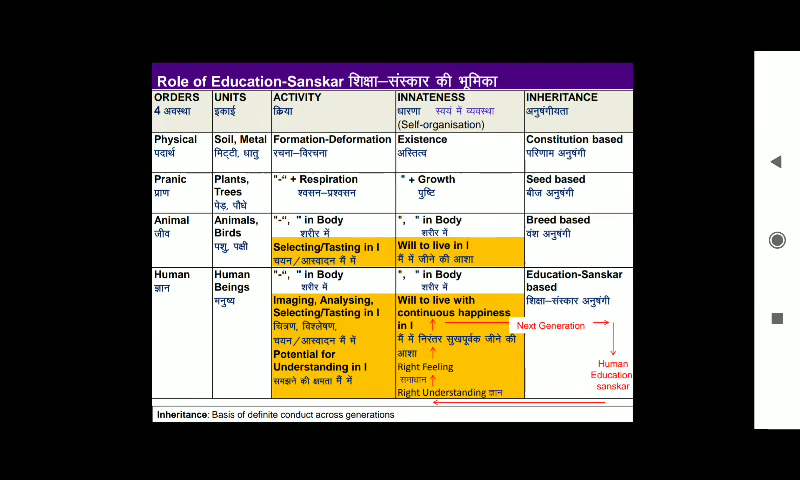 Role of Education-Sanskar शिक्षा–संस्कार की भूमिका
ORDERS UNITS ACTIVITY INNATENESS INHERITANCE
4 अवस्था इकाई क्रिया धारणा स्वयं में व्यवस्था अनुषंगीयता
(Self-organisation)
Physical Soil, Metal Formation-Deformation Existence Constitution based
पदार्थ मिट्टी, धातु रचना–विरचना अस्तित्व परिणाम अनुषंगी
Pranic Plants, "-“ + Respiration " + Growth Seed based
प्राण Trees श्वसन–प्रश्वसन पुष्टि बीज अनुषंगी
पेड़, पौधे
Animal Animals, "-“, " in Body ", " in Body Breed based
जीव Birds शरीर में शरीर में वंश अनुषंगी
पशु, पक्षी Selecting/Tasting in I Will to live in I
चयन/आस्वादन मैं में मैं में जीने की आशा
Human Human "-“, " in Body ", " in Body Education-Sanskar
ज्ञान Beings शरीर में शरीर में based
मनुष्य Imaging, Analysing, Will to live with शिक्षा–संस्कार अनुषंगी
Selecting/Tasting in I continuous happiness
चित्रण, विश्लेषण, in I Next Generation
चयन/आस्वादन मैं में मैं में निरंतर सुखपूर्वक जीने की
Potential for आशा
Understanding in I Right Feeling Human
समझने की क्षमता मैं में समाधान Education
Right Understanding ज्ञान sanskar
Inheritance: Basis of definite conduct across generations